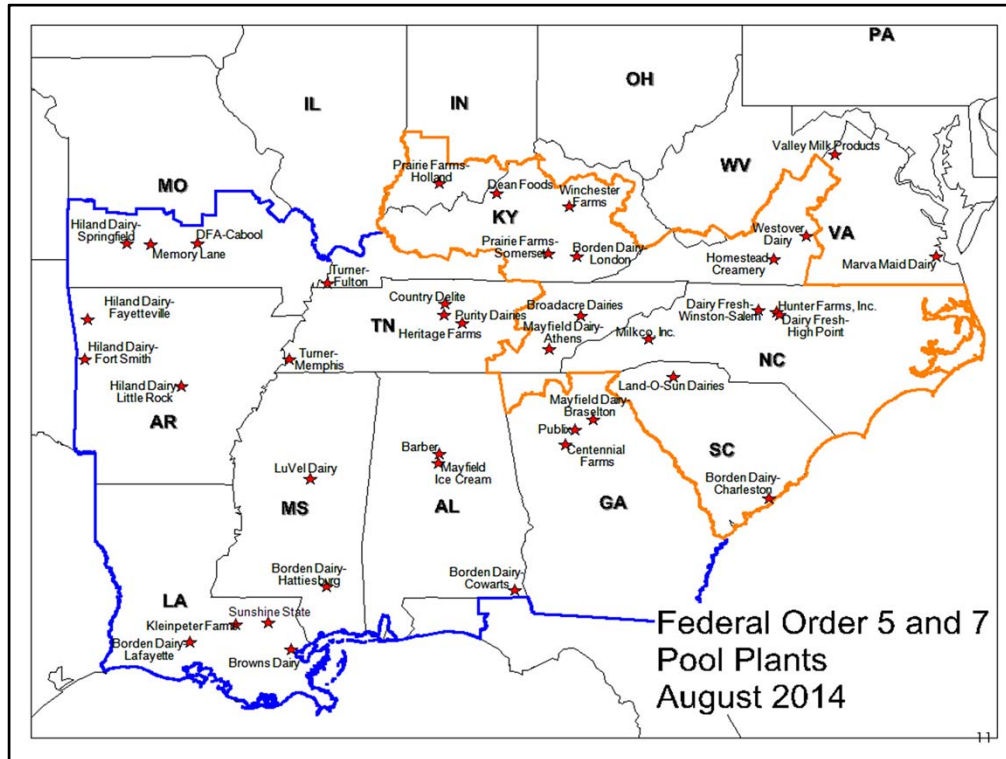 PA
OH
IL
IN
WV
Valley Milk Products
Prairie Farms-
Holland
Dean Foods
Winchester
Farms
MO
KY
Hiland Dairy-
Springfield
DFA-Cabool
Memory Lane
Westover
Dairy
VA
Prairie Farms-
Somerset
Borden Dairy-
London
Homestead
Creamery
Marva Maid Dairy
Turner-
Fulton
Hiland Dairy-
Fayetteville
Country Delite
Purity Dairies
Heritage Farms
TN
Broadacre Dairies
Mayfield Dairy-
Athens
Milkco, Inc.
Dairy Fresh-
Winston-Salem
Hunter Farms, Inc.
Dairy Fresh-
High Point
NC
Hiland Dairy-
Fort Smith
Turner-
Memphis
Hiland Dairy
Little Rock
AR
Land-O-Sun Dairies
Mayfield Dairy-
Braselton
Publix
Centennial
Farms
SC
Barber
Mayfield
Ice Cream
LuVel Dairy
MS
AL
GA
Borden Dairy-
Charleston
Borden Dairy-
Hattiesburg
Borden Dairy-
Cowarts
LA
Sunshine State
Kleinpeter Farms
Borden Dairy-
Lafayette
Browns Dairy
Federal Order 5 and 7
Pool Plants
August 2014
11